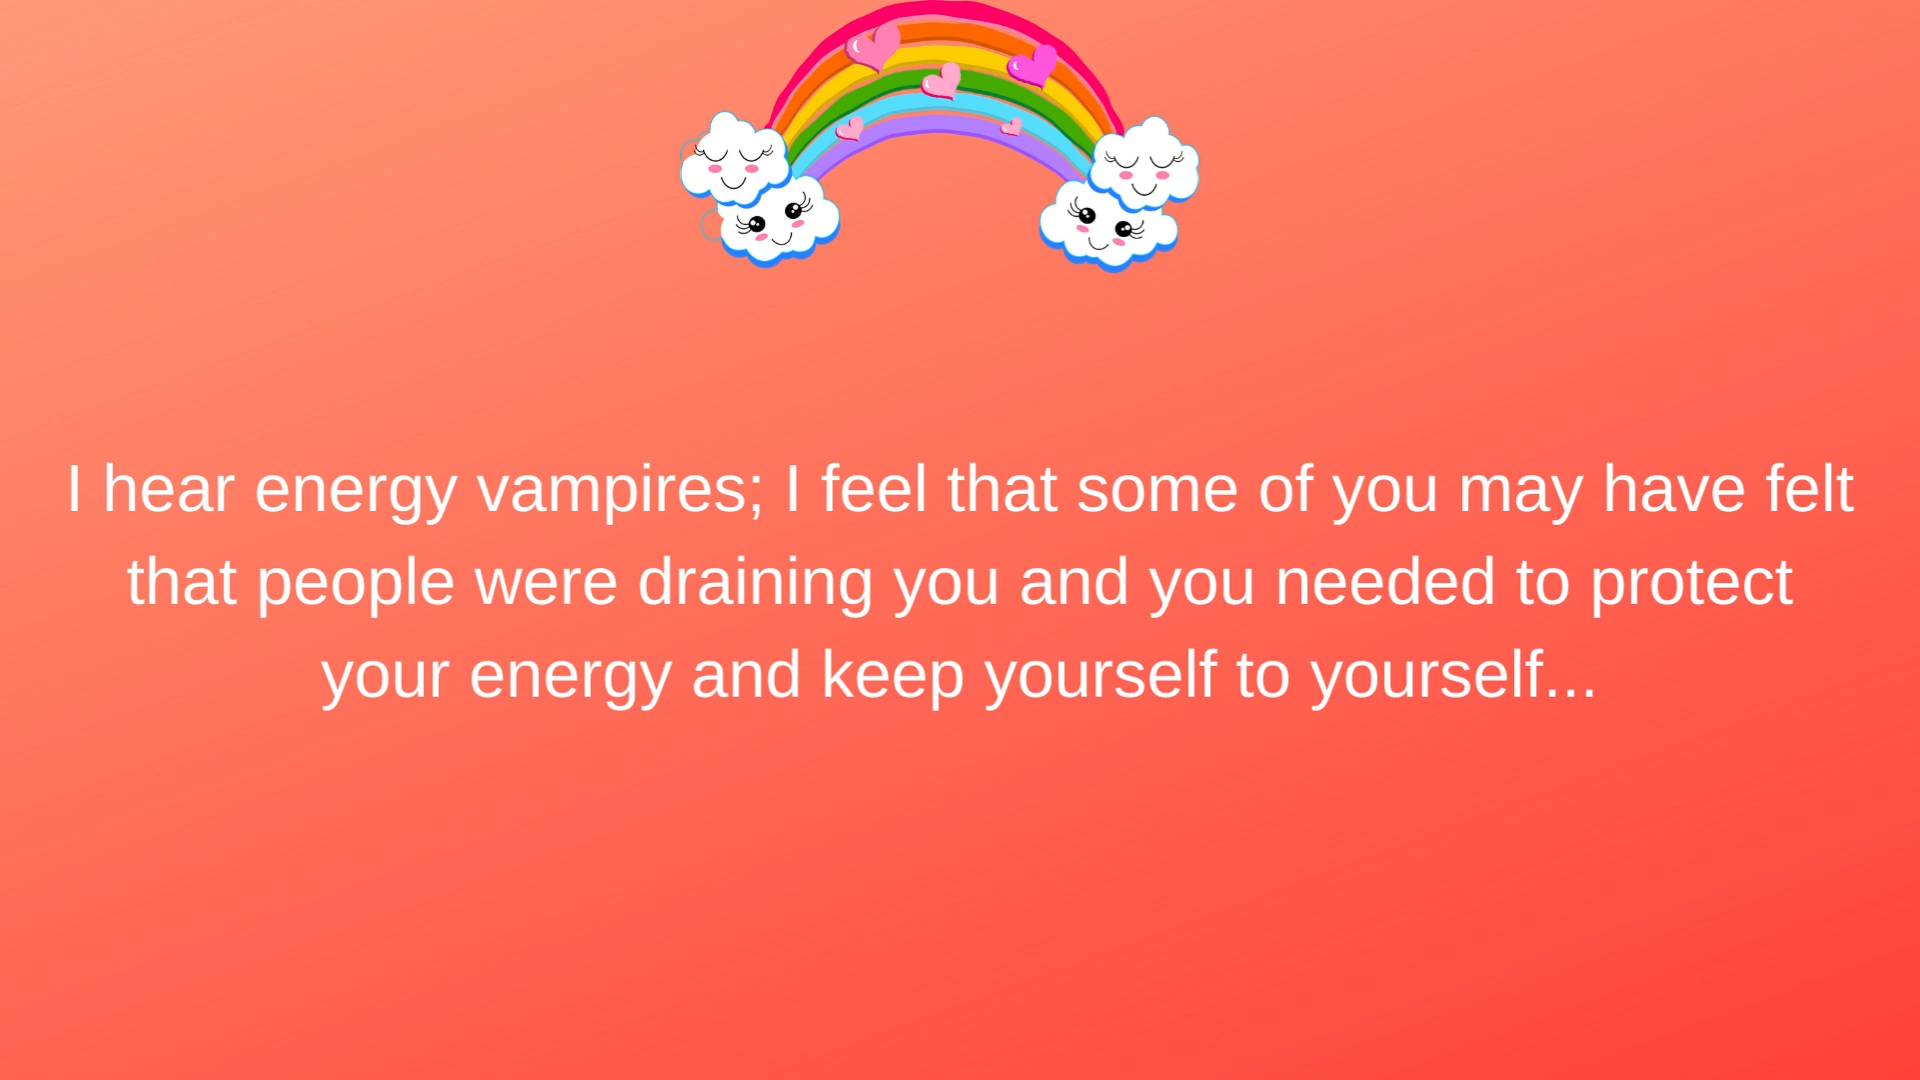 I hear energy vampires; I feel that some of you may have felt
that people were draining you and you needed to protect
your energy and keep yourself to yourself...